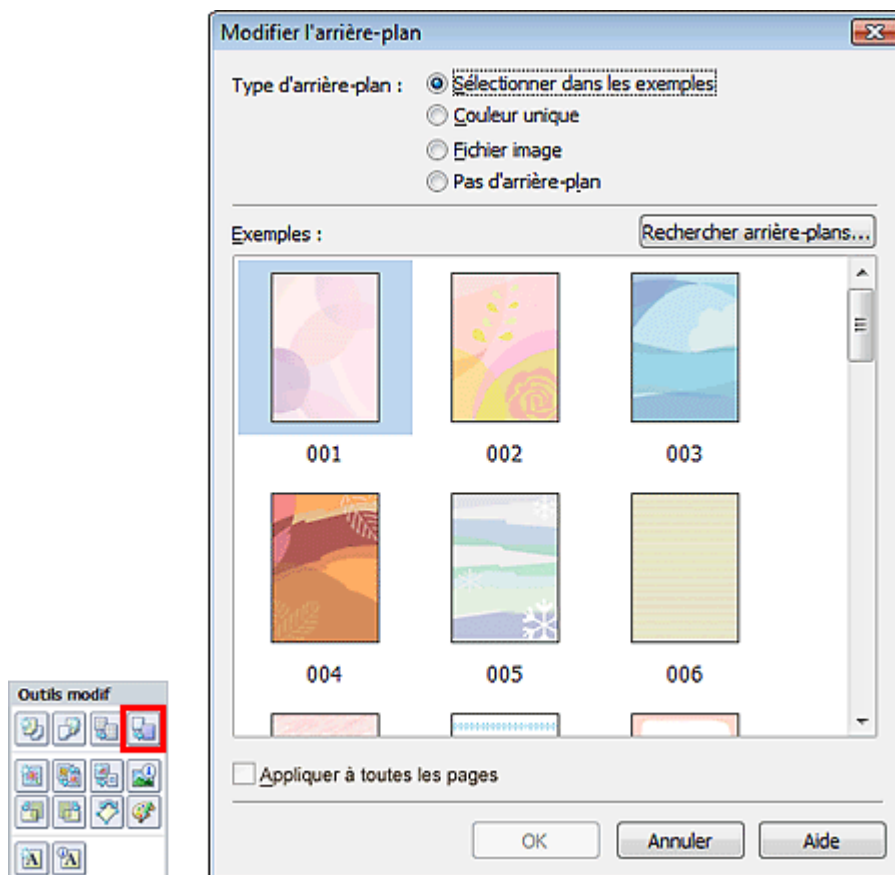 Modifier l'arrière-plan
Type d'arrière-plan :
Sélectionner dans les exemples
Couleur unique
Fichier image
Pas d'arrière-plan
Exemples :
Rechercher arrière-plans...
001
002
003
004
005
006
Outils modif
Appliquer à toutes les pages
OK
Annuler
Aide
A
A